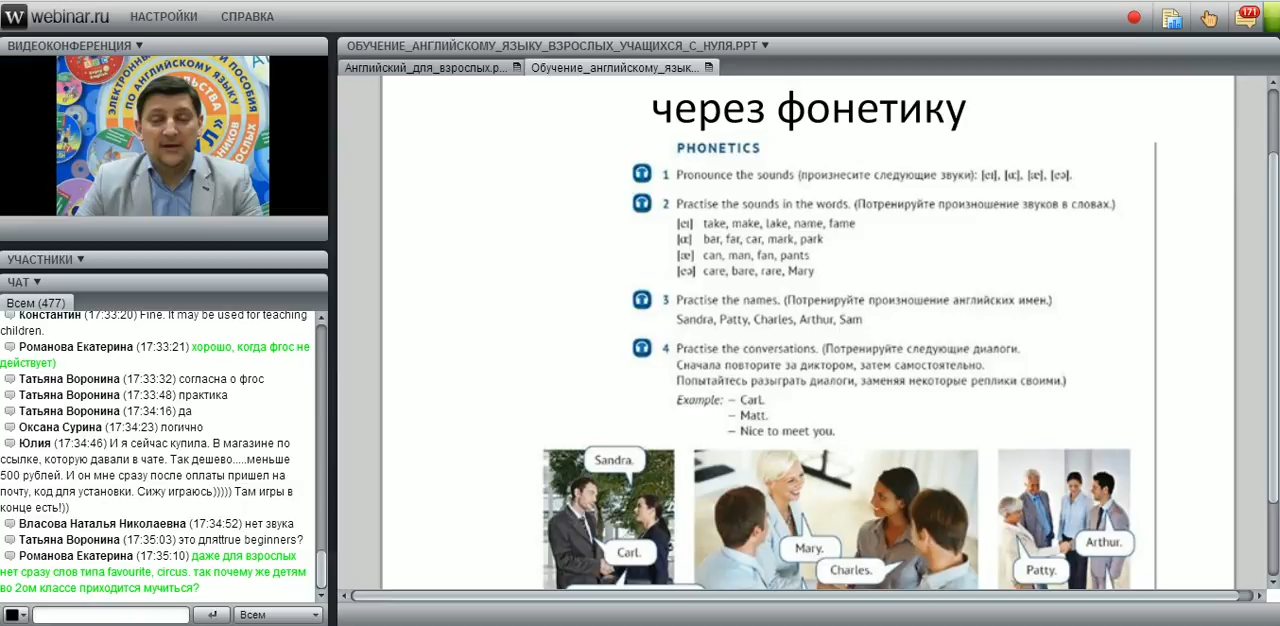 webinar.ru НАСТРОЙКИ СПРАВКА
171
ВИДЕОКОНФЕРЕНЦИЯ
ЭЛЕКТРОННЫЕ
ПОСОБИЯ
ПО АНГЛИЙСКОМУ ЯЗЫКУ
УЧАСТНИКИ
ЧАТ
Всем (477)
Константин (17:33:20) Fine. It may be used for teaching
children.
Романова Екатерина (17:33:21) хорошо, когда фгос не
действует)
Татьяна Воронина (17:33:32) согласна о фгос
Татьяна Воронина (17:33:48) практика
Татьяна Воронина (17:34:16) да
Оксана Сурина (17:34:23) логично
Юлия (17:34:46) И я сейчас купила. В магазине по
ссылке, которую давали в чате. Так дешево.....меньше
500 рублей. И он мне сразу после оплаты пришел на
почту, код для установки. Сижу играюсь))))) Там игры в
конце есть!))
Власова Наталья Николаевна (17:34:52) нет звука
Татьяна Воронина (17:35:03) это дляttrue beginners?
Романова Екатерина (17:35:10) даже для взрослых
нет сразу слов типа favourite, circus. так почему же детям
во 2ом классе приходится мучиться?
Всем
ОБУЧЕНИЕ_АНГЛИЙСКОМУ_ЯЗЫКУ_ВЗРОСЛЫХ_УЧАЩИХСЯ_С_НУЛЯ.PPT
Английский_для_взрослых.p... Обучение_английскому_язык...
через фонетику
PHONETICS
1 Pronounce the sounds (произнесите следующие звуки): [eɪ], [ɑ:], [æ], [eə].
2 Practise the sounds in the words. (Потренируйте произношение звуков в словах.)
[eɪ] take, make, lake, name, fame
[ɑ:] bar, far, car, mark, park
[æ] can, man, fan, pants
[eə] care, bare, rare, Mary
3 Practise the names. (Потренируйте произношение английских имен.)
Sandra, Patty, Charles, Arthur, Sam
4 Practise the conversations. (Потренируйте следующие диалоги.
Сначала повторите за диктором, затем самостоятельно.
Попытайтесь разыграть диалоги, заменяя некоторые реплики своими.)
Example: – Carl.
– Matt.
– Nice to meet you.
Sandra.
Carl.
Mary.
Charles.
Arthur.
Patty.